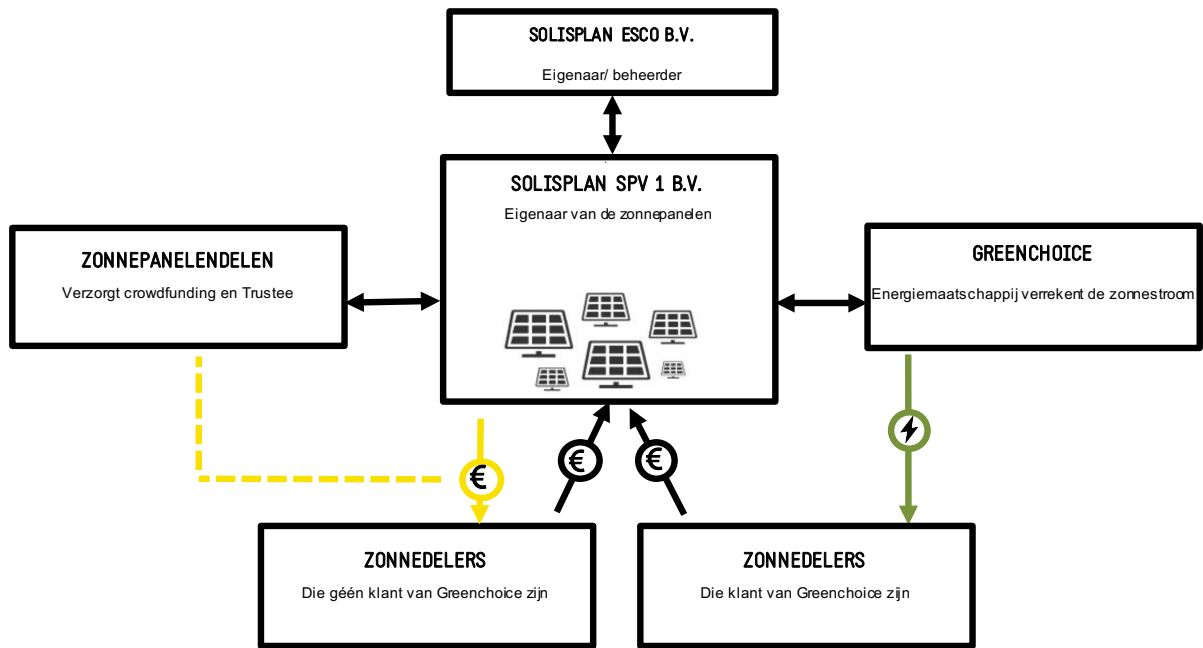 SOLISPLAN ESCO B.V.
Eigenaar/ beheerder
SOLISPLAN SPV 1 B.V.
Eigenaar van de zonnepanelen
ZONNEPANELENDELEN
Verzorgt crowdfunding en Trustee
GREENCHOICE
Energiemaatschappij verrekent de zonnestroom
€
€
€
ZONNEDELERS
Die géén klant van Greenchoice zijn
ZONNEDELERS
Die klant van Greenchoice zijn